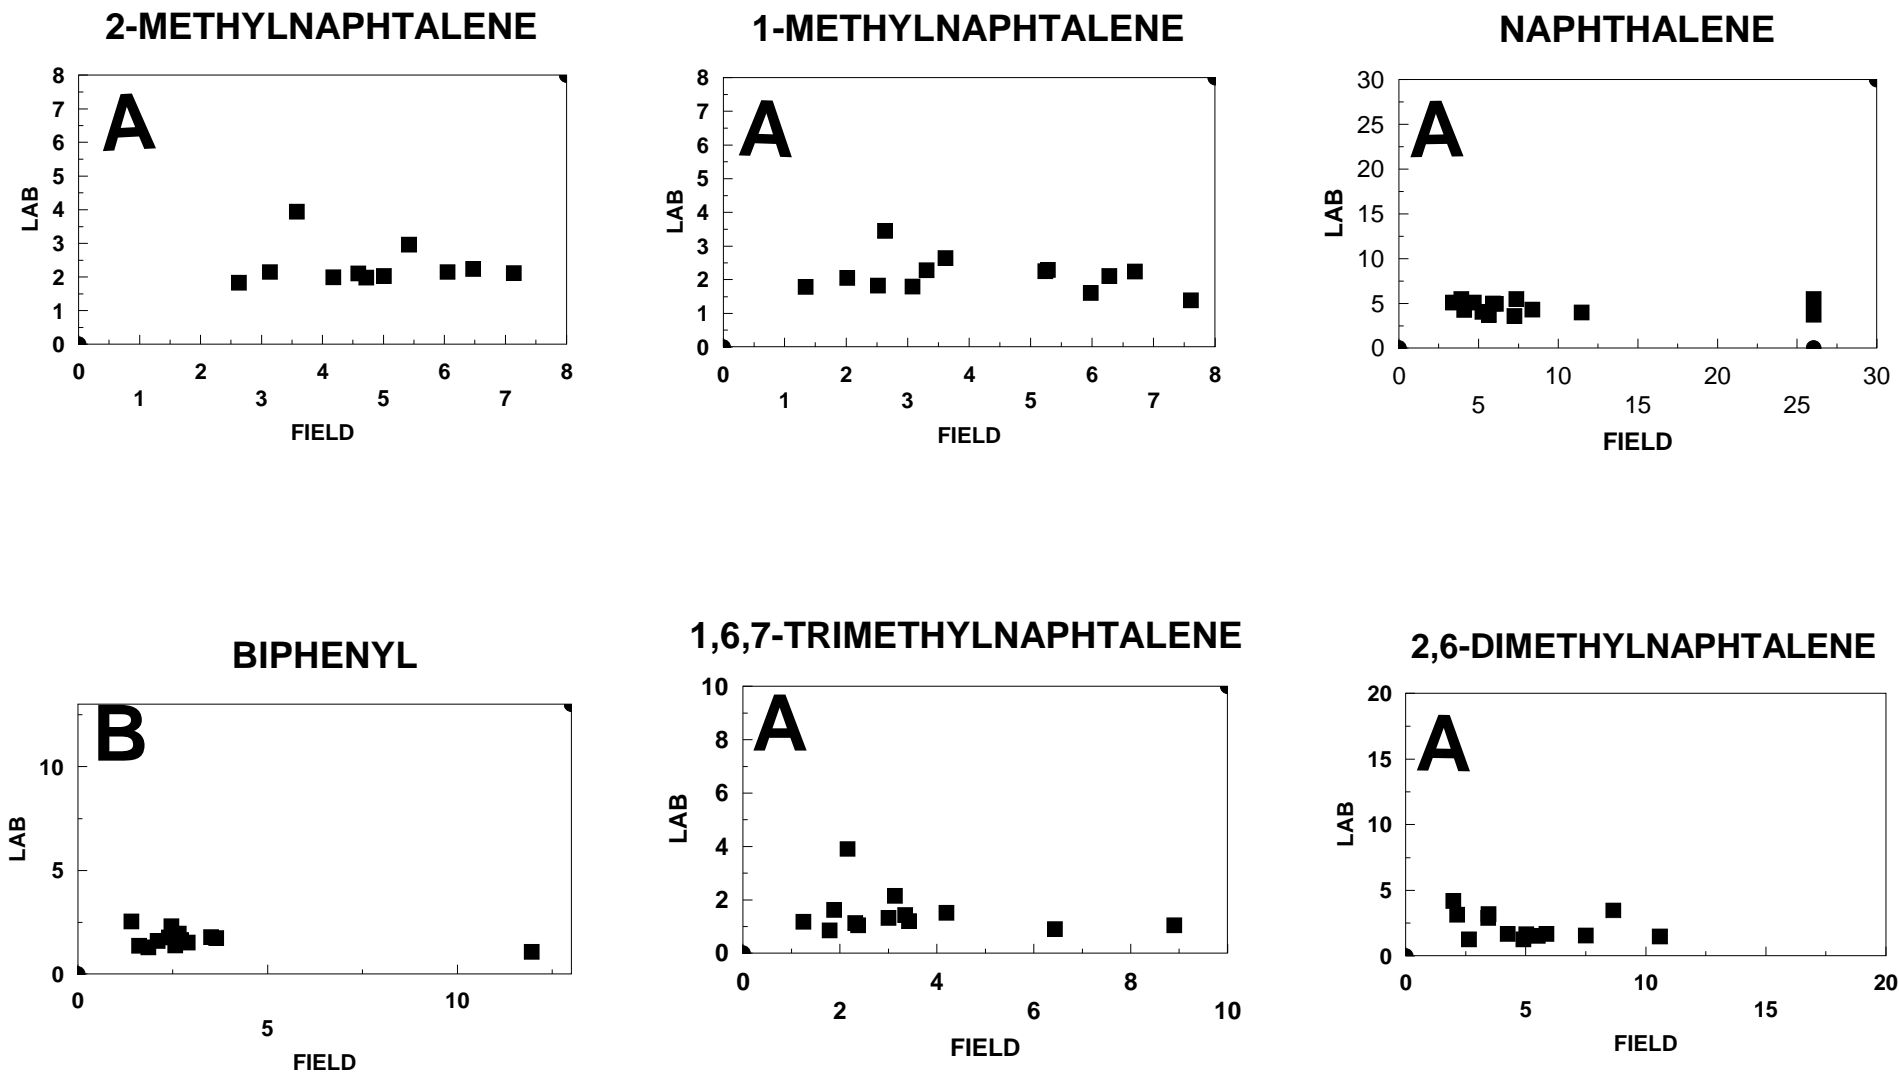 2-METHYLNAPHTALENE
8
7
6
5
4
3
2
1
0
LAB
A
0 2 4 6 8
1 3 5 7
FIELD
1-METHYLNAPHTALENE
8
7
6
5
4
3
2
1
0
LAB
A
0 2 4 6 8
1 3 5 7
FIELD
NAPHTHALENE
30
25
20
15
10
5
0
LAB
A
0 10 20 30
5 15 25
FIELD
BIPHENYL
10
5
0
LAB
B
0 10
5
FIELD
1,6,7-TRIMETHYLNAPHTALENE
10
8
6
4
2
0
LAB
A
0 4 8
2 6 10
FIELD
2,6-DIMETHYLNAPHTALENE
20
15
10
5
0
LAB
A
0 10 20
5 15
FIELD